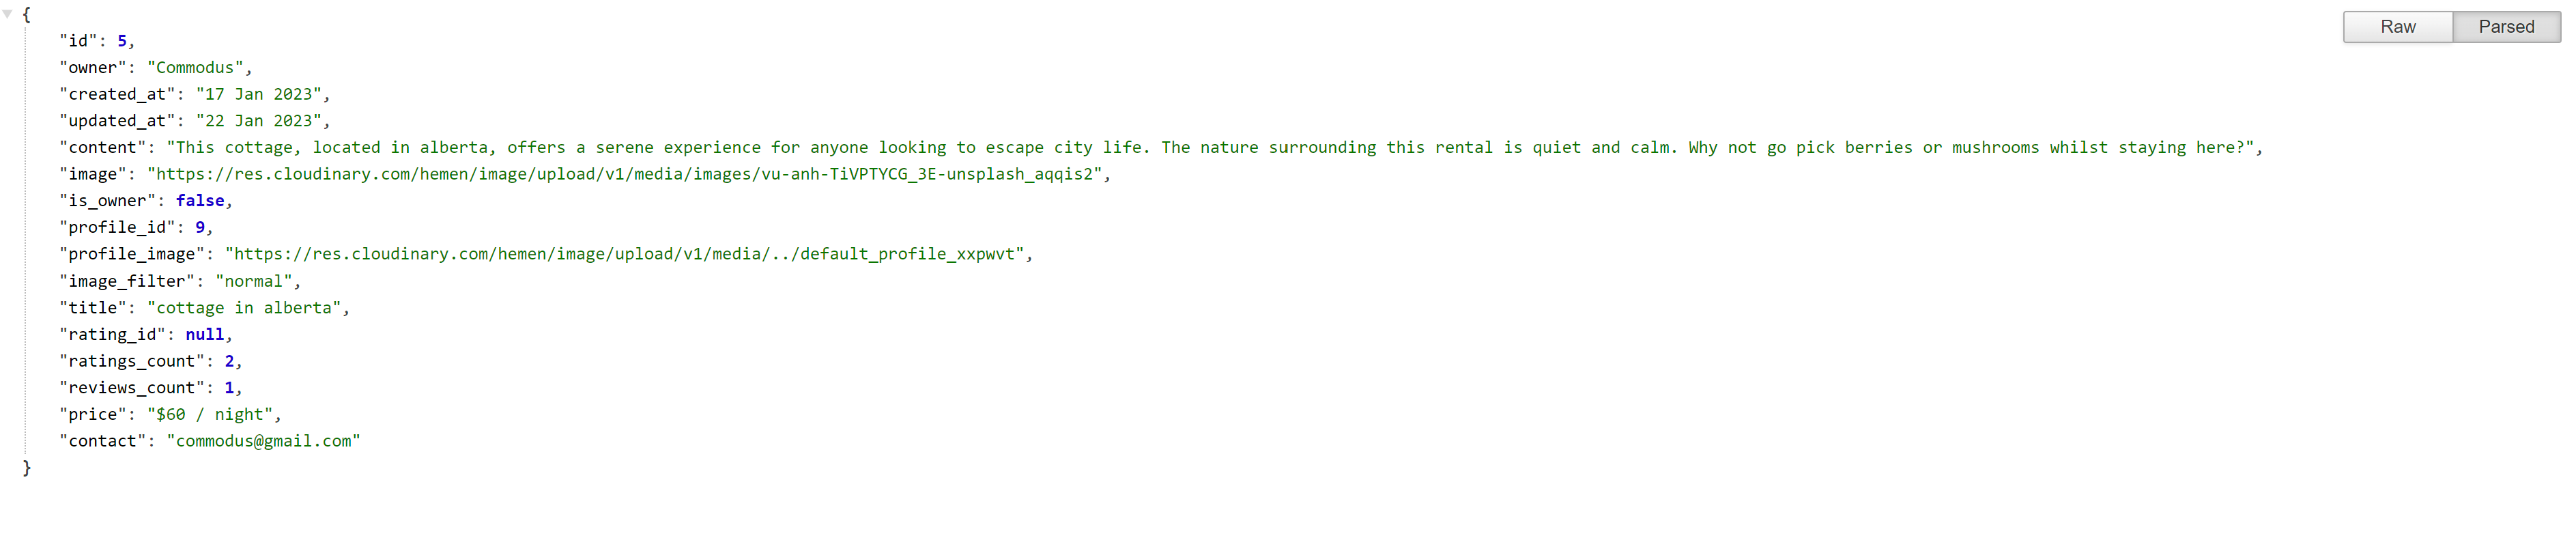 {
Raw Parsed
"id": 5,
"owner": "Commodus",
"created_at": "17 Jan 2023",
"updated_at": "22 Jan 2023",
"content": "This cottage, located in alberta, offers a serene experience for anyone looking to escape city life. The nature surrounding this rental is quiet and calm. Why not go pick berries or mushrooms whilst staying here?",
"image": "https://res.cloudinary.com/hemen/image/upload/v1/media/images/vu-anh-TiVPTYCG_3E-unsplash_aqqis2",
"is_owner": false,
"profile_id": 9,
"profile_image": "https://res.cloudinary.com/hemen/image/upload/v1/media/../default_profile_xxpwvt",
"image_filter": "normal",
"title": "cottage in alberta",
"rating_id": null,
"ratings_count": 2,
"reviews_count": 1,
"price": "$60 / night",
"contact": "commodus@gmail.com"
}